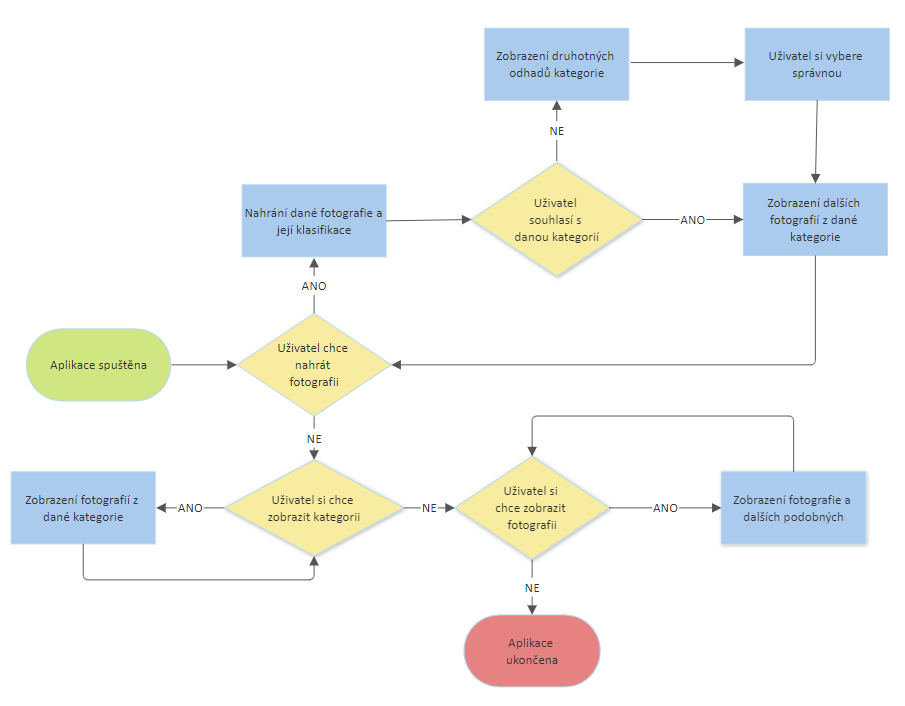 Zobrazení druhotných
odhadů kategorie
Uživatel si vybere
správnou
NE
Nahrání dané fotografie a
její klasifikace
Uživatel
souhlasí s
danou kategorií
ANO
Zobrazení dalších
fotografií z dané
kategorie
ANO
Aplikace spuštěna
Uživatel chce
nahrát
fotografii
NE
Zobrazení fotografií z
dané kategorie
ANO
Uživatel si chce
zobrazit kategorii
NE
Uživatel si
chce zobrazit
fotografii
ANO
Zobrazení fotografie a
dalších podobných
NE
Aplikace
ukončena